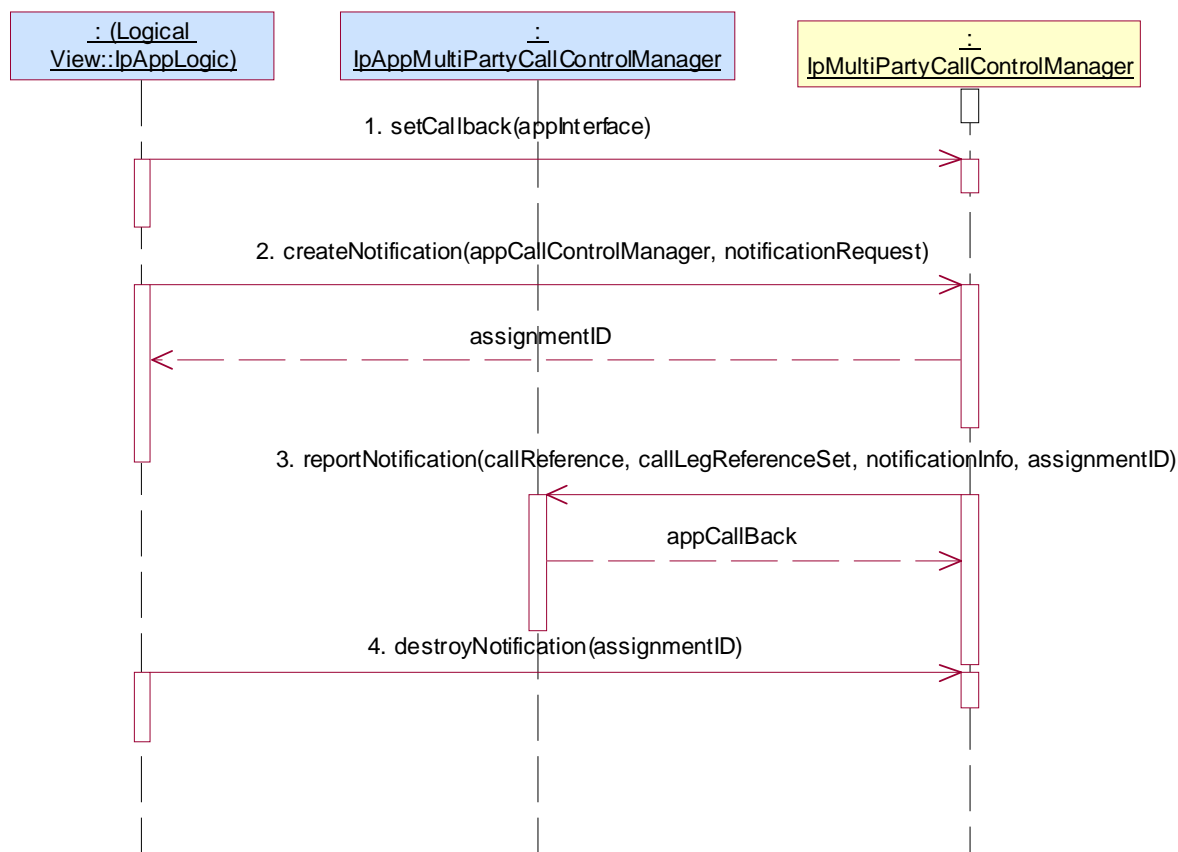 : (Logical
View::IpAppLogic)
:
IpAppMultiPartyCallControlManager
:
IpMultiPartyCallControlManager
1. setCallback(appInterface)
2. createNotification(appCallControlManager, notificationRequest)
assignmentID
3. reportNotification(callReference, callLegReferenceSet, notificationInfo, assignmentID)
appCallBack
4. destroyNotification(assignmentID)